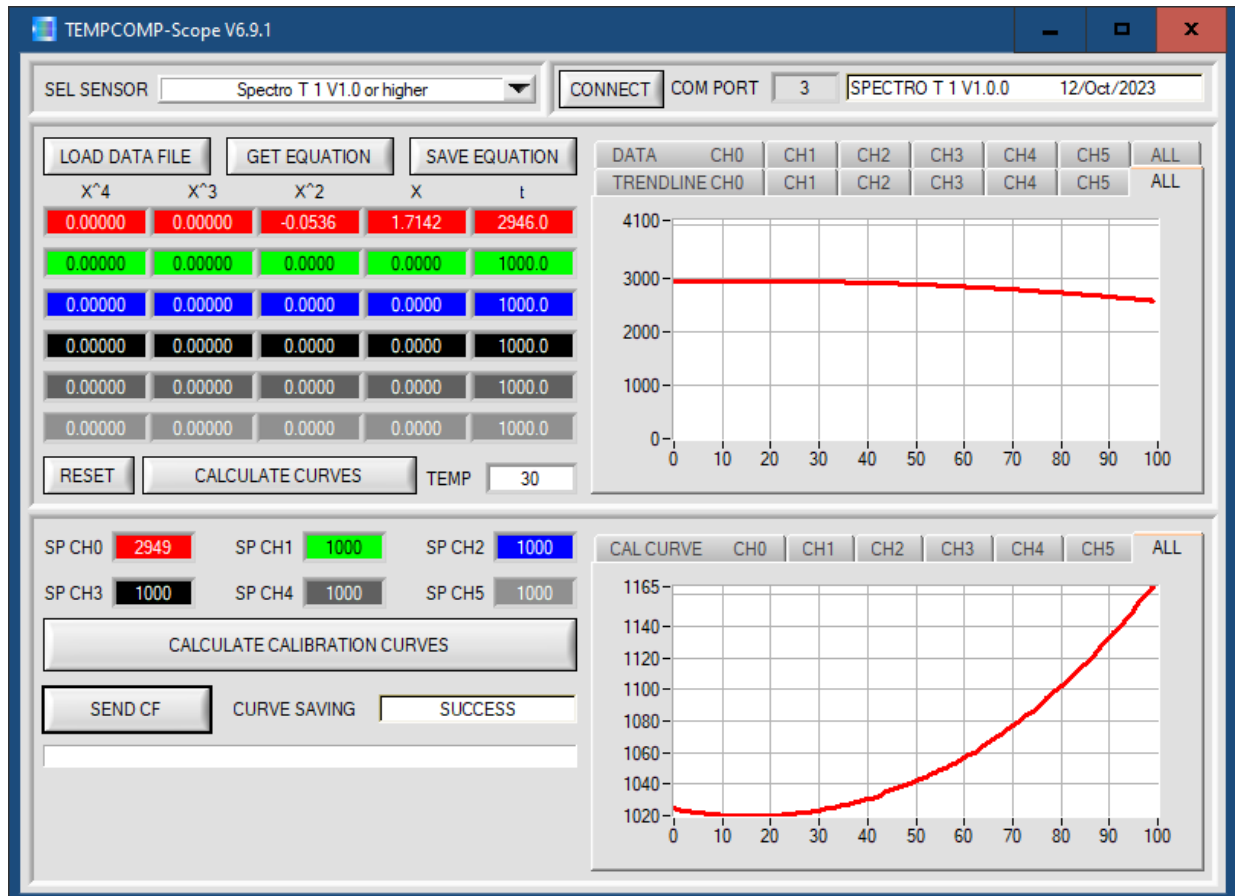 TEMPCOMP-Scope V6.9.1
SEL SENSOR Spectro T 1 V1.0 or higher CONNECT COM PORT 3 SPECTRO T 1 V1.0.0 12/Oct/2023
LOAD DATA FILE GET EQUATION SAVE EQUATION
X^4 X^3 X^2 X t
0.00000 0.00000 -0.0536 1.7142 2946.0
0.00000 0.00000 0.0000 0.0000 1000.0
0.00000 0.00000 0.0000 0.0000 1000.0
0.00000 0.00000 0.0000 0.0000 1000.0
0.00000 0.00000 0.0000 0.0000 1000.0
0.00000 0.00000 0.0000 0.0000 1000.0
RESET CALCULATE CURVES TEMP 30
DATA CH0 CH1 CH2 CH3 CH4 CH5 ALL
TRENDLINE CH0 CH1 CH2 CH3 CH4 CH5 ALL
4100
3000
2000
1000
0
0 10 20 30 40 50 60 70 80 90 100
SP CH0 2949 SP CH1 1000 SP CH2 1000
SP CH3 1000 SP CH4 1000 SP CH5 1000
CALCULATE CALIBRATION CURVES
SEND CF CURVE SAVING SUCCESS
CAL CURVE CH0 CH1 CH2 CH3 CH4 CH5 ALL
1165
1140
1120
1100
1080
1060
1040
1020
0 10 20 30 40 50 60 70 80 90 100